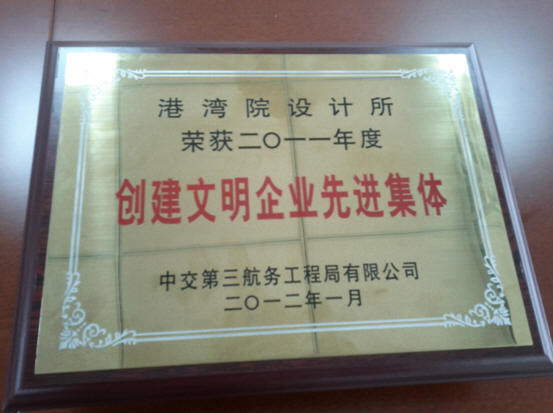 港湾院设计所
荣获二〇一一年度
创建文明企业先进集体
中交第三航务工程局有限公司
二〇一二年一月